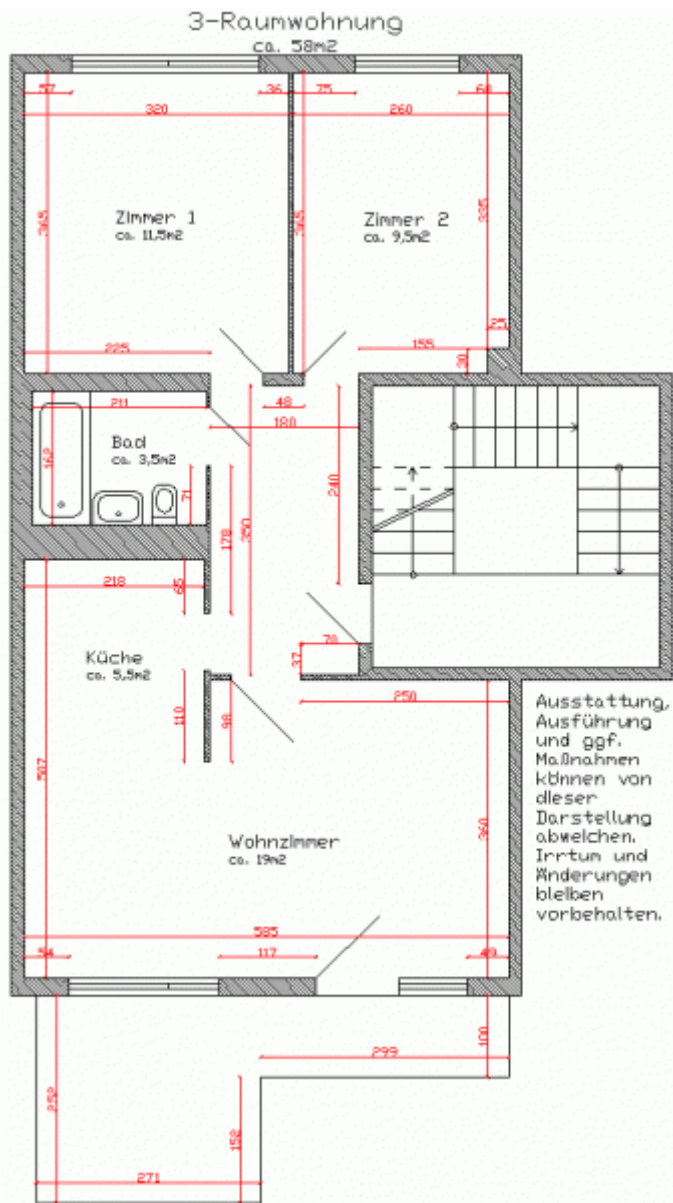 3-Raumwohnung
ca. 58m2
57
36
75
60
320
260
Zimmer 1
ca. 11,5m2
Zimmer 2
ca. 9,5m2
365
365
335
25
225
155
30
211
48
180
Bad
ca. 3,5m2
162
71
178
350
240
218
65
78
37
Küche
ca. 5,5m2
110
98
250
507
360
Wohnzimmer
ca. 19m2
585
54
117
49
Ausstattung,
Ausführung
und ggf.
Maßnahmen
können von
dieser
Darstellung
abweichen.
Irrtum und
Änderungen
bleiben
vorbehalten.
299
100
252
152
271